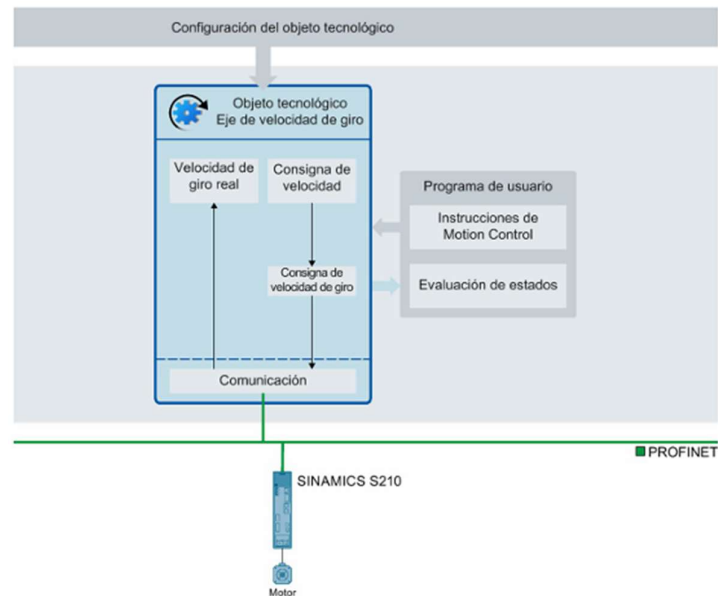 Configuración del objeto tecnológico
Objeto tecnológico
Eje de velocidad de giro
Velocidad de
giro real
Consigna de
velocidad
Programa de usuario
Instrucciones de
Motion Control
Consigna de
velocidad de giro
Evaluación de estados
Comunicación
PROFINET
SINAMICS S210
Motor